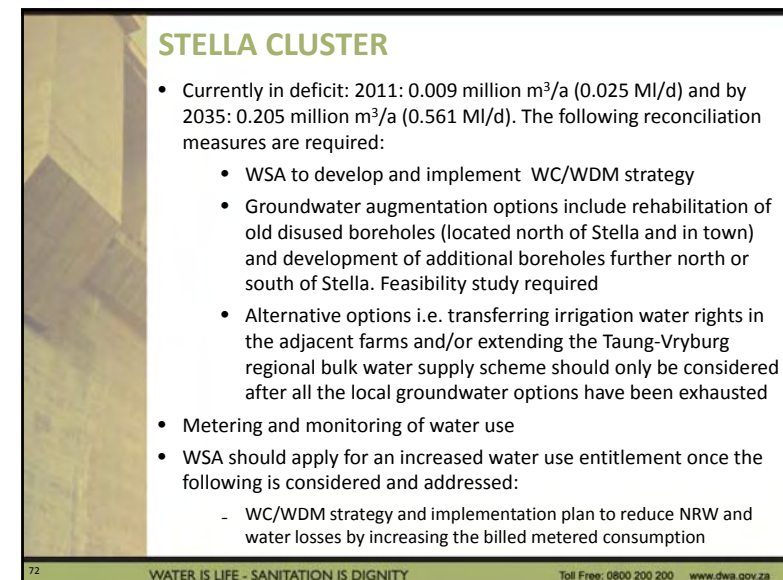 STELLA CLUSTER
• Currently in deficit: 2011: 0.009 million m³/a (0.025 Ml/d) and by
2035: 0.205 million m³/a (0.561 Ml/d). The following reconciliation
measures are required:
• WSA to develop and implement WC/WDM strategy
• Groundwater augmentation options include rehabilitation of
old disused boreholes (located north of Stella and in town)
and development of additional boreholes further north or
south of Stella. Feasibility study required
• Alternative options i.e. transferring irrigation water rights in
the adjacent farms and/or extending the Taung-Vryburg
regional bulk water supply scheme should only be considered
after all the local groundwater options have been exhausted
• Metering and monitoring of water use
• WSA should apply for an increased water use entitlement once the
following is considered and addressed:
– WC/WDM strategy and implementation plan to reduce NRW and
water losses by increasing the billed metered consumption
72 WATER IS LIFE - SANITATION IS DIGNITY Toll Free: 0800 200 200 www.dwa.gov.za